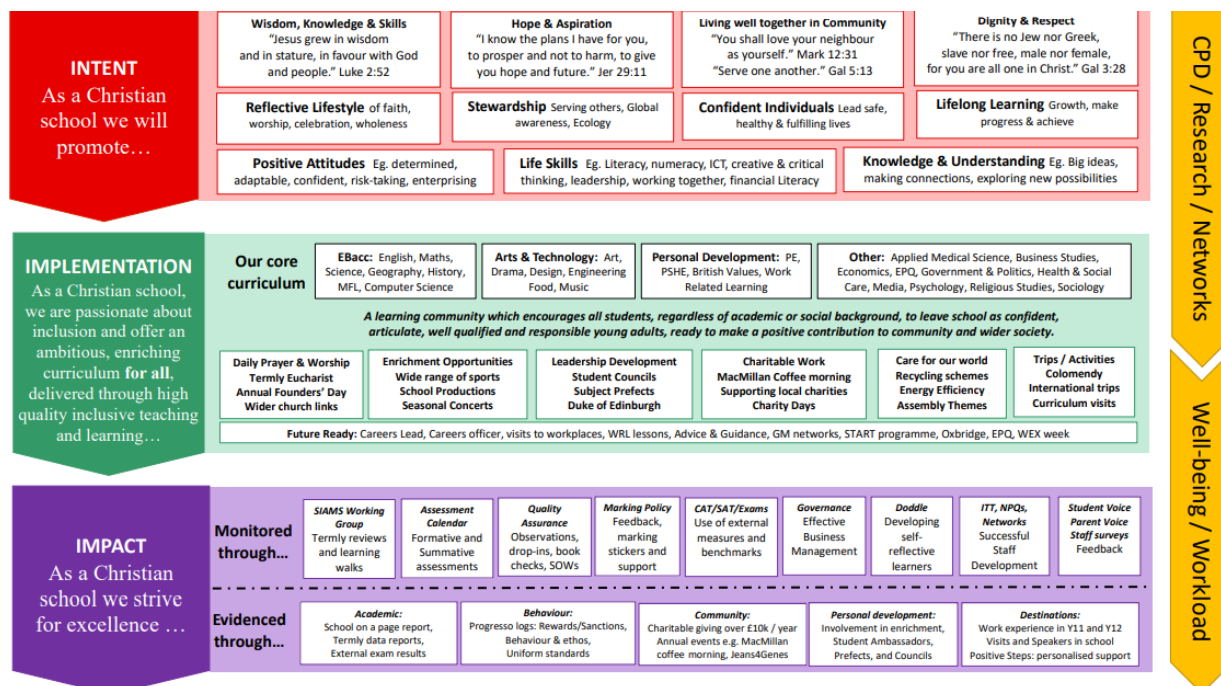 INTENT
As a Christian
school we will
promote…
Wisdom, Knowledge & Skills
“Jesus grew in wisdom
and in stature, in favour with God
and people.” Luke 2:52
Hope & Aspiration
“I know the plans I have for you,
to prosper and not to harm, to give
you hope and future.” Jer 29:11
Living well together in Community
“You shall love your neighbour
as yourself.” Mark 12:31
“Serve one another.” Gal 5:13
Dignity & Respect
“There is no Jew nor Greek,
slave nor free, male nor female,
for you are all one in Christ.” Gal 3:28
Reflective Lifestyle of faith,
worship, celebration, wholeness
Stewardship Serving others, Global
awareness, Ecology
Confident Individuals Lead safe,
healthy & fulfilling lives
Lifelong Learning Growth, make
progress & achieve
Positive Attitudes Eg. determined,
adaptable, confident, risk-taking, enterprising
Life Skills Eg. Literacy, numeracy, ICT, creative & critical
thinking, leadership, working together, financial Literacy
Knowledge & Understanding Eg. Big ideas,
making connections, exploring new possibilities
IMPLEMENTATION
As a Christian school,
we are passionate about
inclusion and offer an
ambitious, enriching
curriculum for all,
delivered through high
quality inclusive teaching
and learning…
Our core
curriculum
EBacc: English, Maths,
Science, Geography, History,
MFL, Computer Science
Arts & Technology: Art,
Drama, Design, Engineering
Food, Music
Personal Development: PE,
PSHE, British Values, Work
Related Learning
Other: Applied Medical Science, Business Studies,
Economics, EPQ, Government & Politics, Health & Social
Care, Media, Psychology, Religious Studies, Sociology
A learning community which encourages all students, regardless of academic or social background, to leave school as confident,
articulate, well qualified and responsible young adults, ready to make a positive contribution to community and wider society.
Daily Prayer & Worship
Termly Eucharist
Annual Founders’ Day
Wider church links
Enrichment Opportunities
Wide range of sports
School Productions
Seasonal Concerts
Leadership Development
Student Councils
Subject Prefects
Duke of Edinburgh
Charitable Work
MacMillan Coffee morning
Supporting local charities
Charity Days
Care for our world
Recycling schemes
Energy Efficiency
Assembly Themes
Trips / Activities
Colomendy
International trips
Curriculum visits
Future Ready: Careers Lead, Careers officer, visits to workplaces, WRL lessons, Advice & Guidance, GM networks, START programme, Oxbridge, EPQ, WEX week
IMPACT
As a Christian
school we strive
for excellence …
Monitored
through…
SIAMS Working
Group
Termly reviews
and learning
walks
Assessment
Calendar
Formative and
Summative
assessments
Quality
Assurance
Observations,
drop-ins, book
checks, SOWs
Marking Policy
Feedback,
marking
stickers and
support
CAT/SAT/Exams
Use of external
measures and
benchmarks
Governance
Effective
Business
Management
Doddle
Developing
self-
reflective
learners
ITT, NPQs,
Networks
Successful
Staff
Development
Student Voice
Parent Voice
Staff surveys
Feedback
Evidenced
through…
Academic:
School on a page report,
Termly data reports,
External exam results
Behaviour:
Progresso logs: Rewards/Sanctions,
Behaviour & ethos,
Uniform standards
Community:
Charitable giving over £10k / year
Annual events e.g. MacMillan
coffee morning, Jeans4Genes
Personal development:
Involvement in enrichment,
Student Ambassadors,
Prefects, and Councils
Destinations:
Work experience in Y11 and Y12
Visits and Speakers in school
Positive Steps: personalised support
CPD / Research / Networks
Well-being / Workload